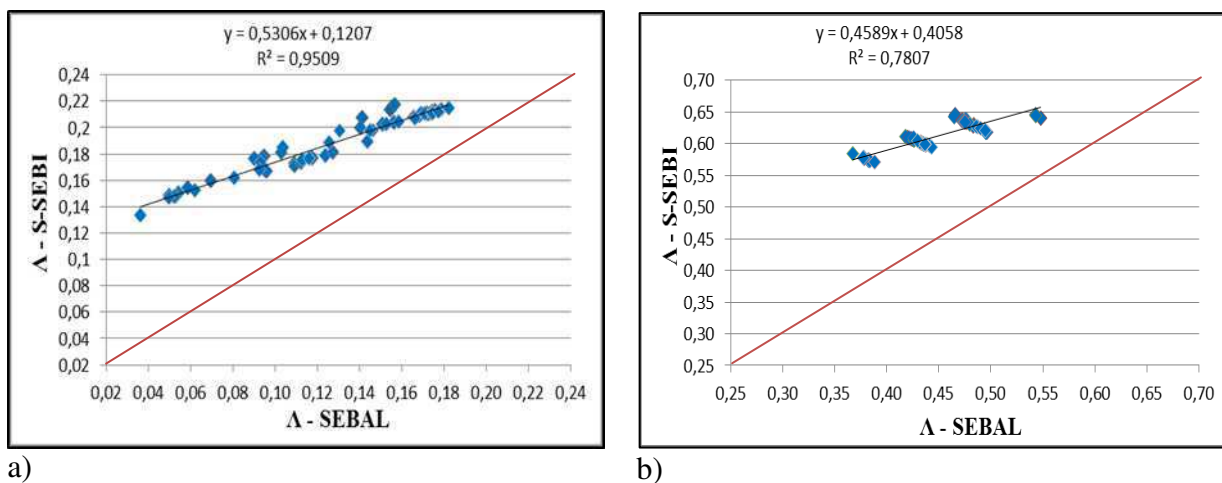 y = 0,5306x + 0,1207
R² = 0,9509
0,24
0,22
0,2
0,18
0,16
0,14
0,12
0,1
0,08
0,06
0,04
0,02
Λ - S-SEBI
0,02 0,04 0,06 0,08 0,10 0,12 0,14 0,16 0,18 0,20 0,22 0,24
Λ - SEBAL
a)
y = 0,4589x + 0,4058
R² = 0,7807
0,70
0,65
0,60
0,55
0,50
0,45
0,40
0,35
0,30
0,25
Λ - S-SEBI
0,25 0,30 0,35 0,40 0,45 0,50 0,55 0,60 0,65 0,70
Λ - SEBAL
b)